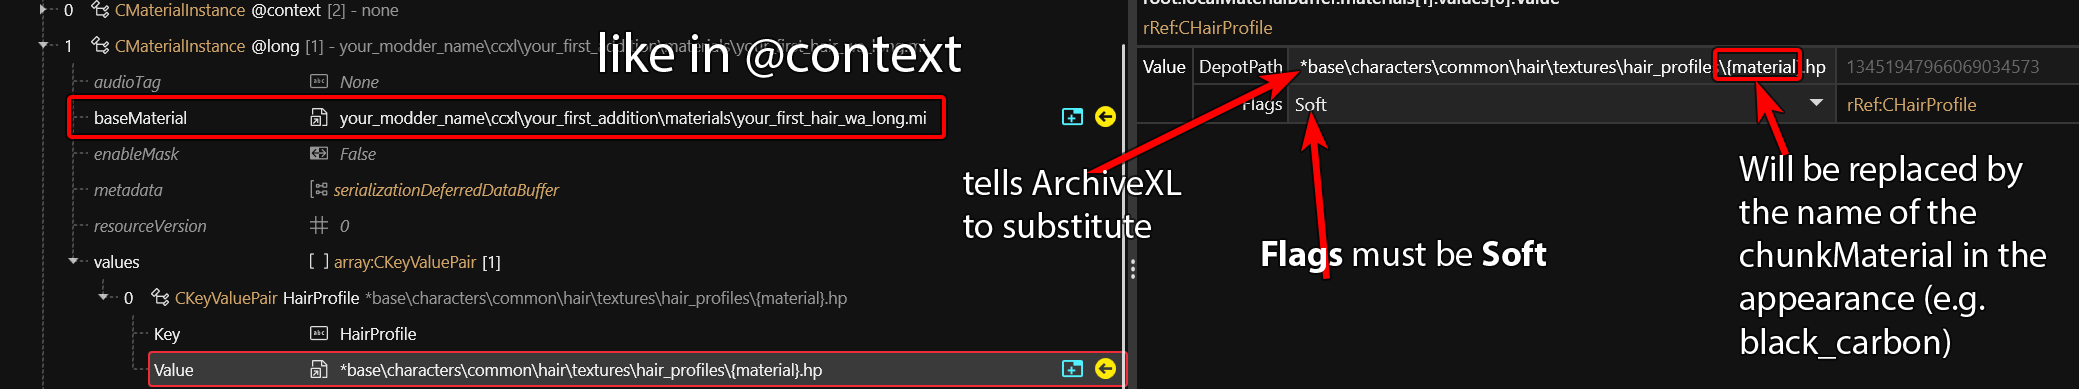 0 CMaterialInstance @context [2] - none
1 CMaterialInstance @long [1] - your_modder_name\ccxl\your_first_addition\materials\your_first_hair_wa_long.mi
like in @context
audioTag None
baseMaterial your_modder_name\ccxl\your_first_addition\materials\your_first_hair_wa_long.mi
enableMask False
metadata serializationDeferredDataBuffer
resourceVersion 0
values array:CKeyValuePair [1]
0 CKeyValuePair HairProfile *base\characters\common\hair\textures\hair_profiles\{material}.hp
Key HairProfile
Value *base\characters\common\hair\textures\hair_profiles\{material}.hp
root.localMaterialBuffer.materials[1].values[0].Value
rRef:CHairProfile
Value DepotPath *base\characters\common\hair\textures\hair_profiles\{material}.hp 13451947966069034573
Flags Soft rRef:CHairProfile
tells ArchiveXL
to substitute
Flags must be Soft
Will be replaced by
the name of the
chunkMaterial in the
appearance (e.g.
black_carbon)